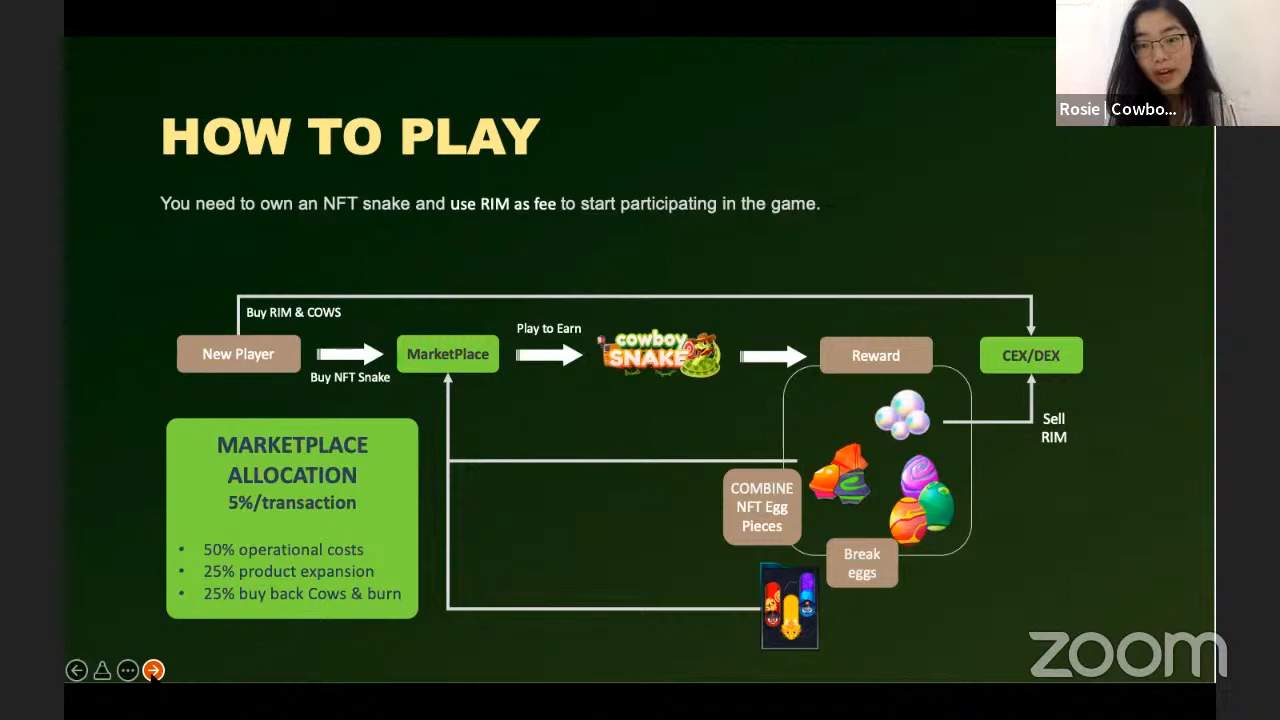 Rosie | Cowbo...
HOW TO PLAY
You need to own an NFT snake and use RIM as fee to start participating in the game.
Buy RIM & COWS
New Player
Buy NFT Snake
MarketPlace
Play to Earn
cowboy
SNAKE
Reward
CEX/DEX
Sell
RIM
MARKETPLACE
ALLOCATION
5%/transaction
• 50% operational costs
• 25% product expansion
• 25% buy back Cows & burn
COMBINE
NFT Egg
Pieces
Break
eggs
zoom